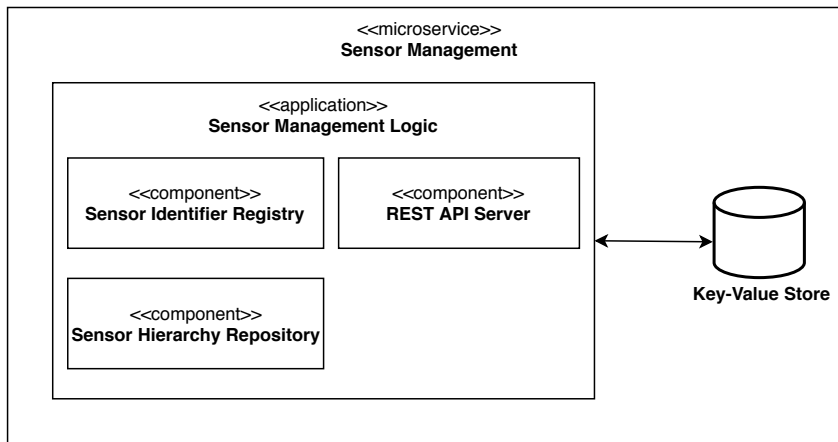 <<microservice>>
Sensor Management
<<application>>
Sensor Management Logic
<<component>>
Sensor Identifier Registry
<<component>>
REST API Server
<<component>>
Sensor Hierarchy Repository
Key-Value Store